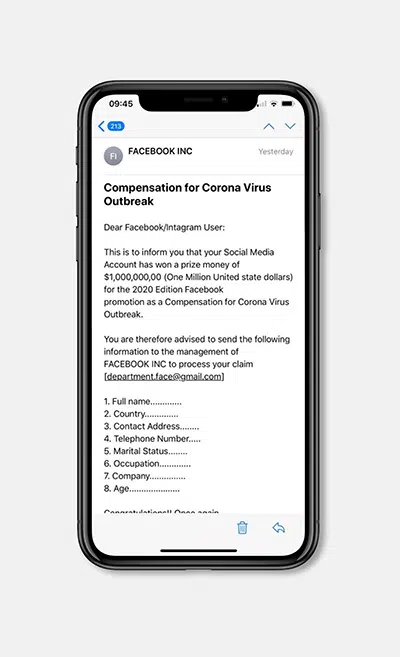 09:45
213
FI
FACEBOOK INC
Yesterday
Compensation for Corona Virus
Outbreak
Dear Facebook/Intagram User:
This is to inform you that your Social Media
Account has won a prize money of
$1,000,000,00 (One Million United state dollars)
for the 2020 Edition Facebook
promotion as a Compensation for Corona Virus
Outbreak.
You are therefore advised to send the following
information to the management of
FACEBOOK INC to process your claim
[department.face@gmail.com]
1. Full name.............
2. Country..............
3. Contact Address........
4. Telephone Number.....
5. Marital Status........
6. Occupation.............
7. Company...............
8. Age.....................
Congratulations!! Once again